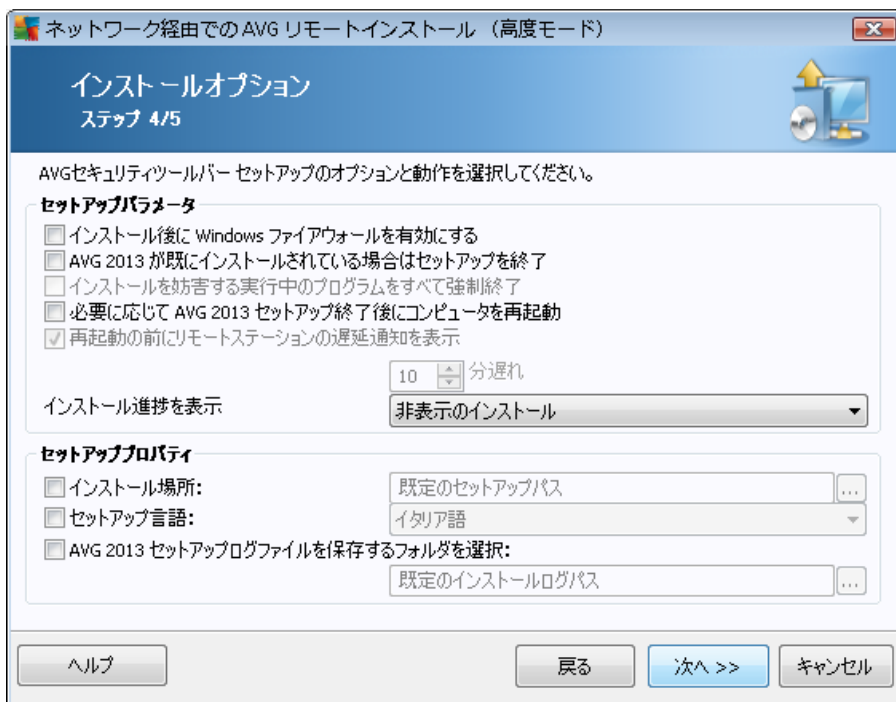 ネットワーク経由での AVG リモートインストール （高度モード）
インストールオプション
ステップ 4/5
AVGセキュリティツールバー セットアップのオプションと動作を選択してください。
セットアップパラメータ
インストール後に Windows ファイアウォールを有効にする
AVG 2013 が既にインストールされている場合はセットアップを終了
インストールを妨害する実行中のプログラムをすべて強制終了
必要に応じて AVG 2013 セットアップ終了後にコンピュータを再起動
再起動の前にリモートステーションの遅延通知を表示
10 分遅れ
インストール進捗を表示 非表示のインストール
セットアッププロパティ
インストール場所: 既定のセットアップパス ...
セットアップ言語: イタリア語
AVG 2013 セットアップログファイルを保存するフォルダを選択:
既定のインストールログパス ...
ヘルプ 戻る 次へ >> キャンセル